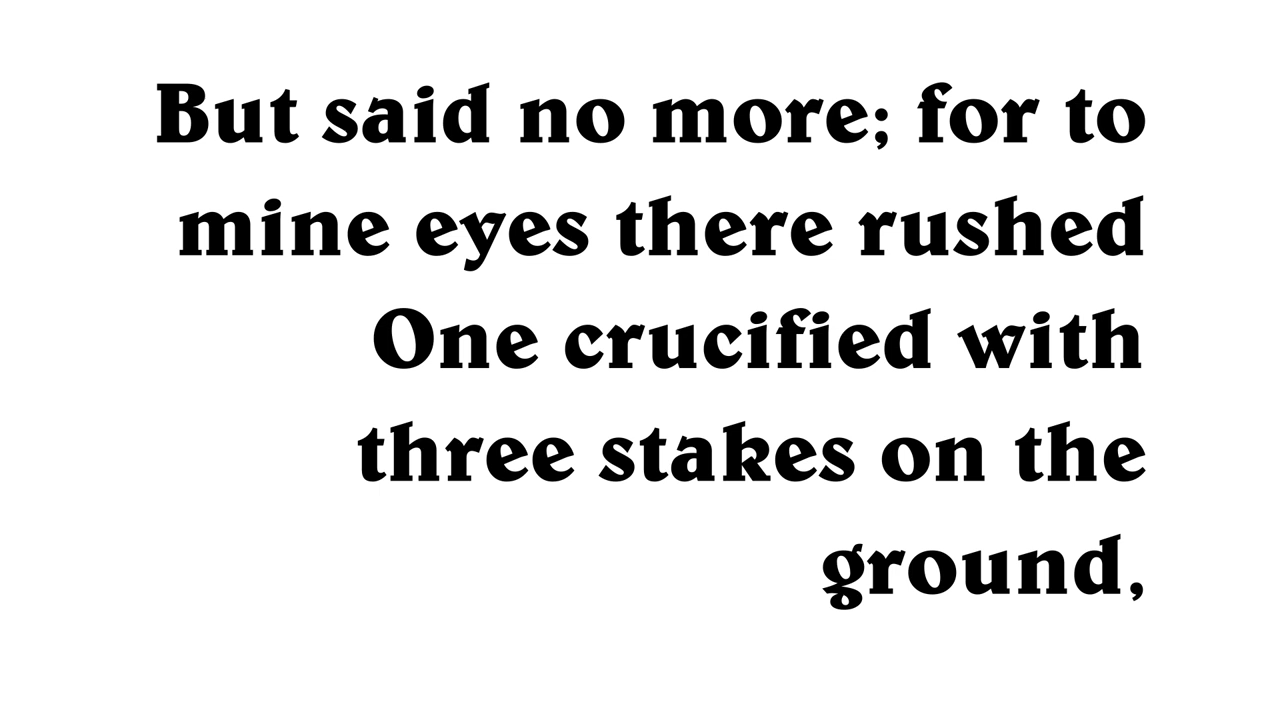 But said no more; for to
mine eyes there rushed
One crucified with
three stakes on the
ground,